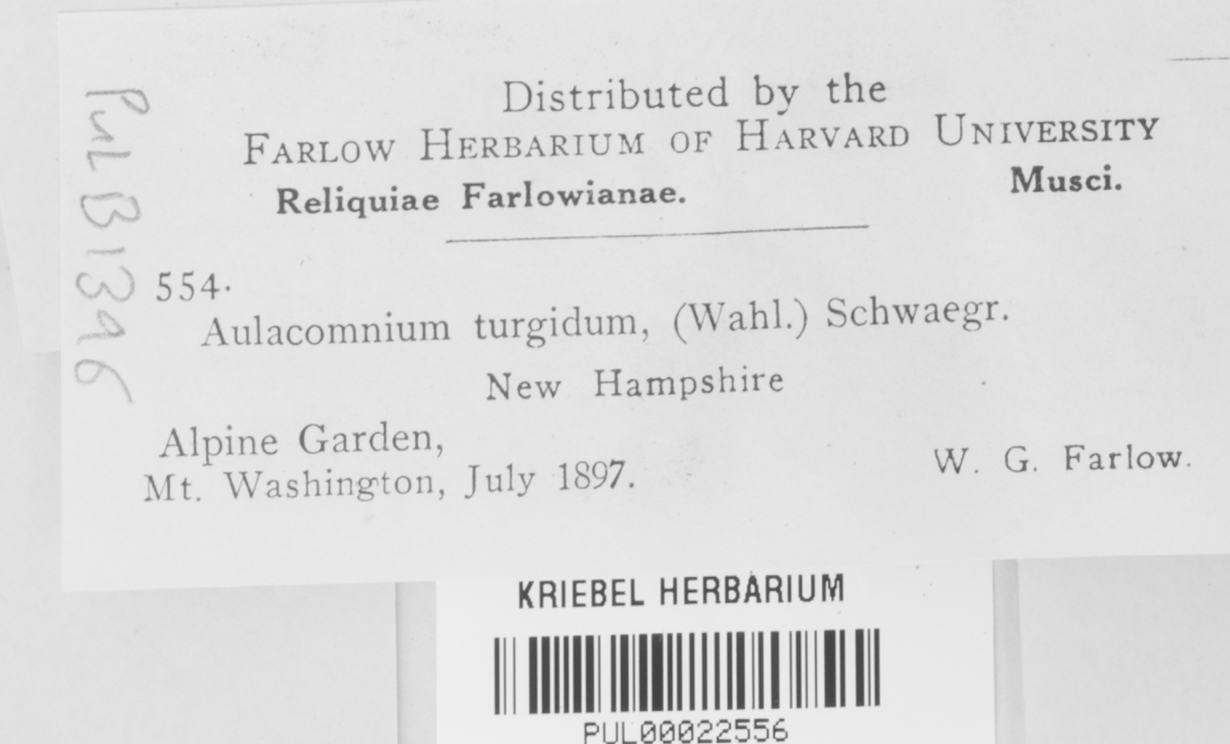 Distributed by the
FARLOW HERBARIUM OF HARVARD UNIVERSITY
Reliquiae Farlowianae. Musci.
554.
Aulacomnium turgidum, (Wahl.) Schwaegr.
New Hampshire
Alpine Garden,
Mt. Washington, July 1897. W. G. Farlow.
Pul B1396
KRIEBEL HERBARIUM
PUL00022556